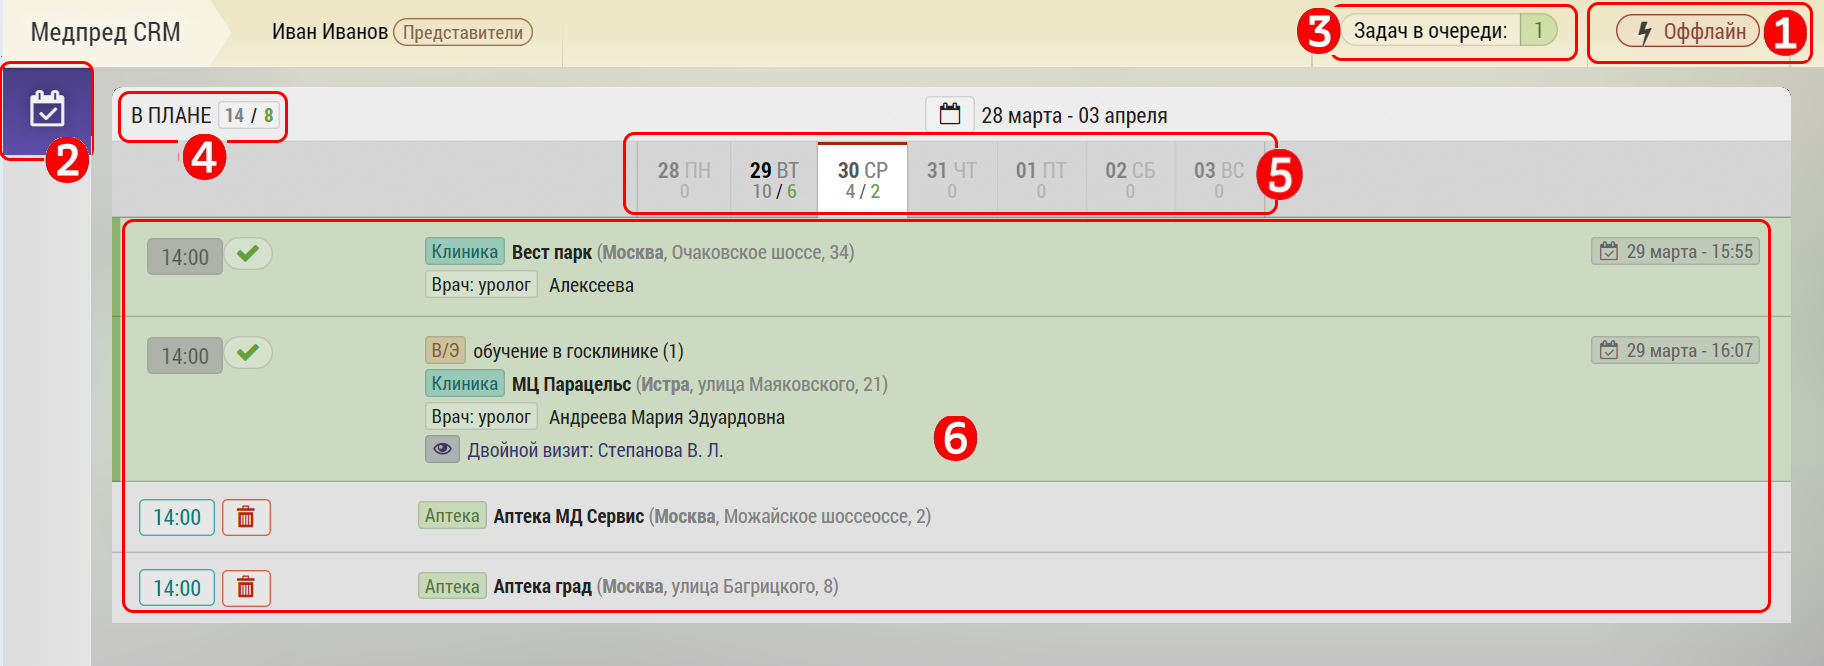 Медпред CRM
Иван Иванов Представители
3 Задач в очереди: 1
Оффлайн 1
2
В ПЛАНЕ 14 / 8
4
28 марта - 03 апреля
28 ПН 29 ВТ 30 СР 31 ЧТ 01 ПТ 02 СБ 03 ВС
0 10 / 6 4 / 2 0 0 0 0
5
14:00 Клиника Вест парк (Москва, Очаковское шоссе, 34) 29 марта - 15:55
Врач: уролог Алексеева
14:00 В/Э обучение в госклинике (1) 29 марта - 16:07
Клиника МЦ Парацельс (Истра, улица Маяковского, 21)
Врач: уролог Андреева Мария Эдуардовна
6
Двойной визит: Степанова В. Л.
14:00 Аптека Аптека МД Сервис (Москва, Можайское шоссеоссе, 2)
14:00 Аптека Аптека град (Москва, улица Багрицкого, 8)